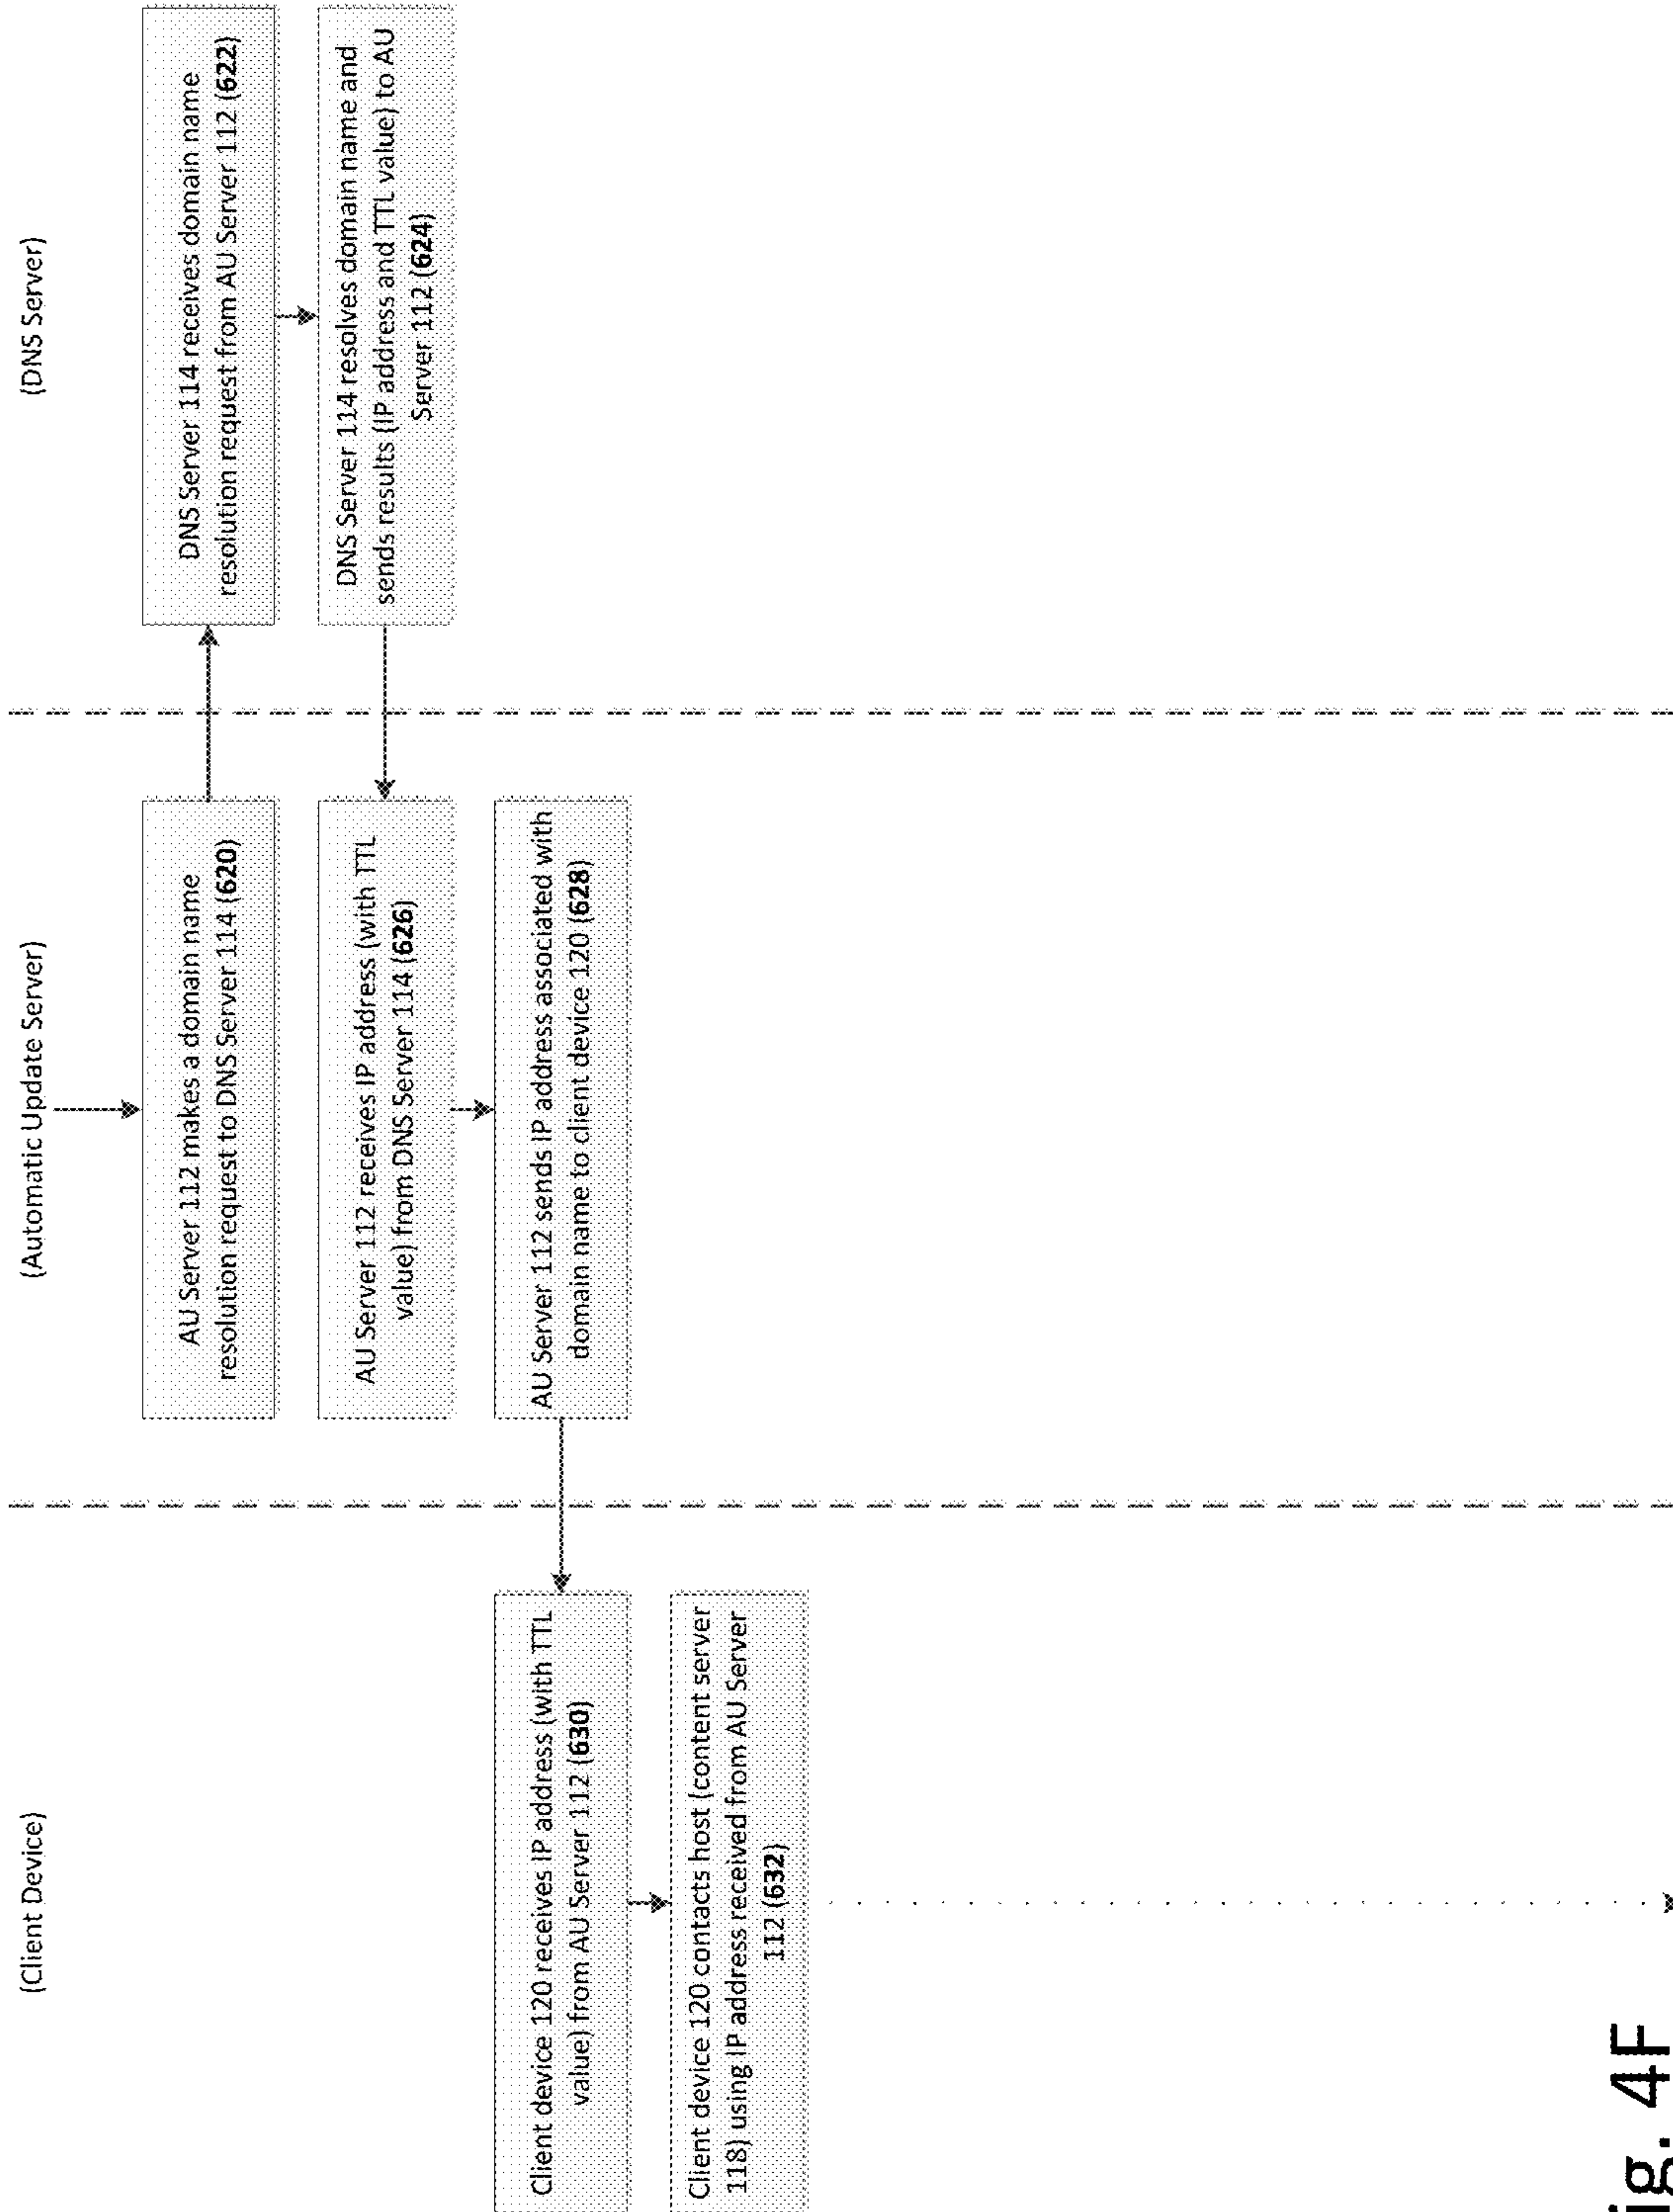 (Client Device)
(Automatic Update Server)
(DNS Server)
AU Server 112 makes a domain name
resolution request to DNS Server 114 (620)
DNS Server 114 receives domain name
resolution request from AU Server 112 (622)
DNS Server 114 resolves domain name and
sends results (IP address and TTL value) to AU
Server 112 (624)
AU Server 112 receives IP address (with TTL
value) from DNS Server 114 (626)
AU Server 112 sends IP address associated with
domain name to client device 120 (628)
Client device 120 receives IP address (with TTL
value) from AU Server 112 (630)
Client device 120 contacts host (content server
118) using IP address received from AU Server
112 (632)
ig. 4F